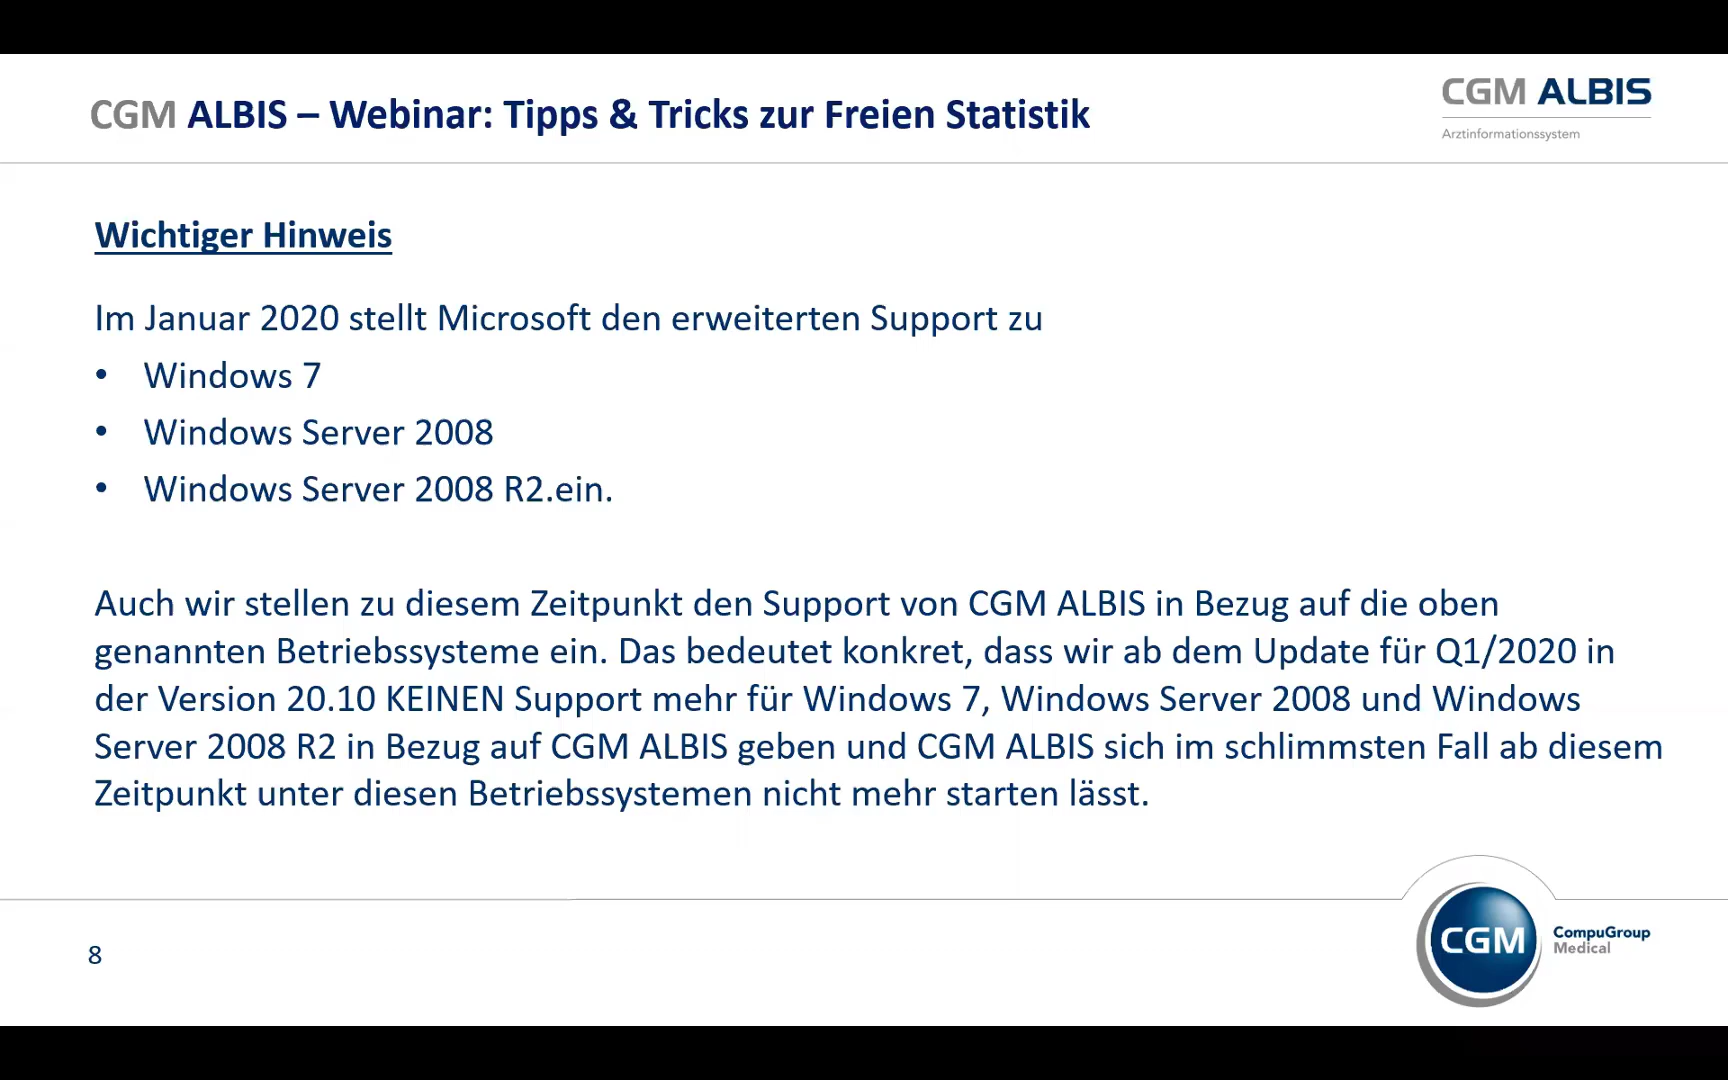 CGM ALBIS – Webinar: Tipps & Tricks zur Freien Statistik
CGM ALBIS
Arztinformationssystem
Wichtiger Hinweis
Im Januar 2020 stellt Microsoft den erweiterten Support zu
• Windows 7
• Windows Server 2008
• Windows Server 2008 R2.ein.
Auch wir stellen zu diesem Zeitpunkt den Support von CGM ALBIS in Bezug auf die oben
genannten Betriebssysteme ein. Das bedeutet konkret, dass wir ab dem Update für Q1/2020 in
der Version 20.10 KEINEN Support mehr für Windows 7, Windows Server 2008 und Windows
Server 2008 R2 in Bezug auf CGM ALBIS geben und CGM ALBIS sich im schlimmsten Fall ab diesem
Zeitpunkt unter diesen Betriebssystemen nicht mehr starten lässt.
8
CGM
CompuGroup
Medical